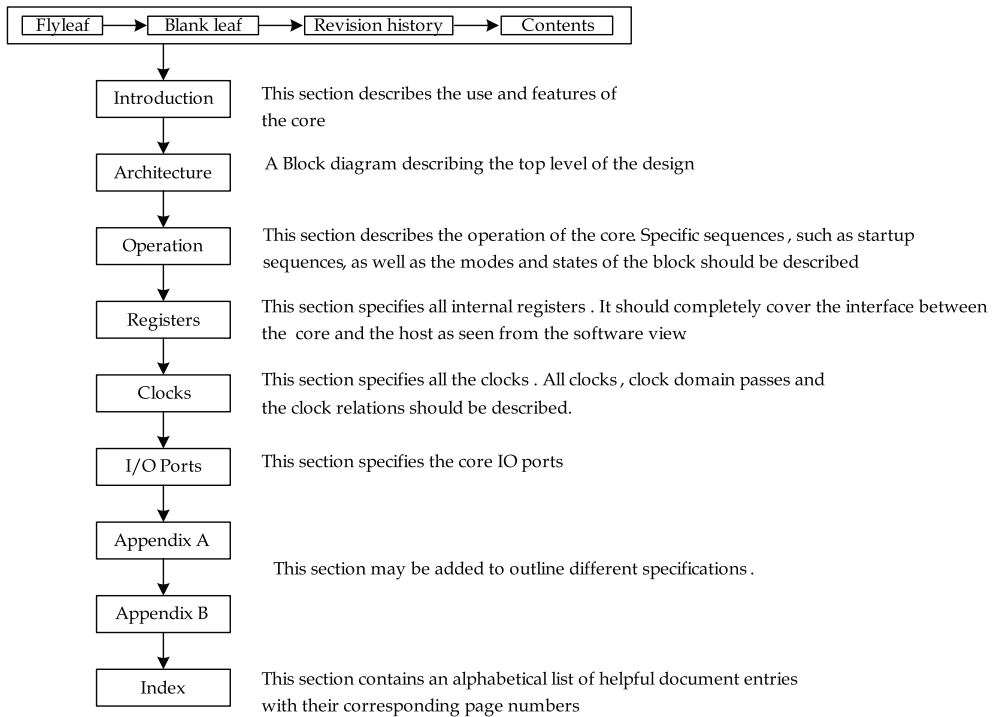 Flyleaf Blank leaf Revision history Contents
Introduction
This section describes the use and features of
the core
Architecture
A Block diagram describing the top level of the design
Operation
This section describes the operation of the core. Specific sequences, such as startup
sequences, as well as the modes and states of the block should be described
Registers
This section specifies all internal registers. It should completely cover the interface between
the core and the host as seen from the software view.
Clocks
This section specifies all the clocks. All clocks, clock domain passes and
the clock relations should be described.
I/O Ports
This section specifies the core IO ports
Appendix A
This section may be added to outline different specifications.
Appendix B
Index
This section contains an alphabetical list of helpful document entries
with their corresponding page numbers